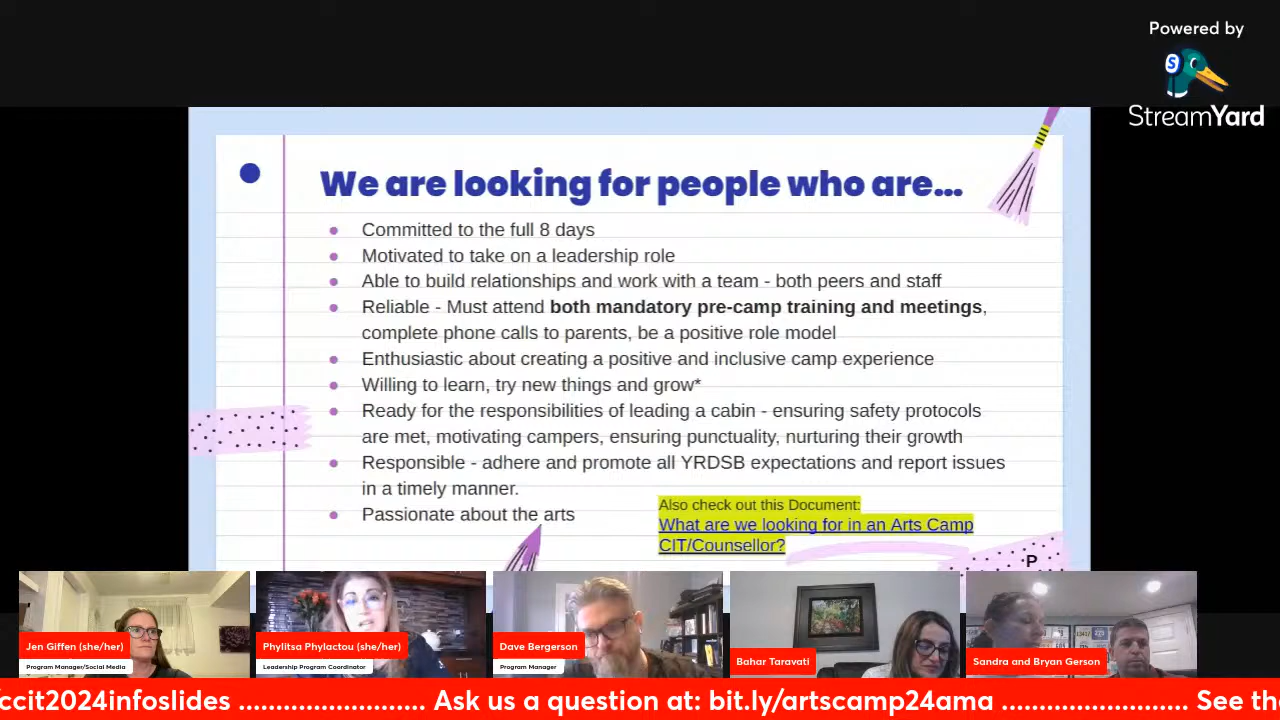 Powered by
S
StreamYard
We are looking for people who are...
Committed to the full 8 days
Motivated to take on a leadership role
Able to build relationships and work with a team - both peers and staff
Reliable - Must attend both mandatory pre-camp training and meetings,
complete phone calls to parents, be a positive role model
Enthusiastic about creating a positive and inclusive camp experience
Willing to learn, try new things and grow*
Ready for the responsibilities of leading a cabin - ensuring safety protocols
are met, motivating campers, ensuring punctuality, nurturing their growth
Responsible - adhere and promote all YRDSB expectations and report issues
in a timely manner.
Passionate about the arts
Also check out this Document:
What are we looking for in an Arts Camp
CIT/Counsellor?
P
Jen Giffen (she/her)
Program Manager/Social Media
Phylitsa Phylactou (she/her)
Leadership Program Coordinator
Dave Bergerson
Program Manager
Bahar Taravati
Sandra and Bryan Gerson
ccit2024infoslides ........................ Ask us a question at: bit.ly/artscamp24ama ........................ See th